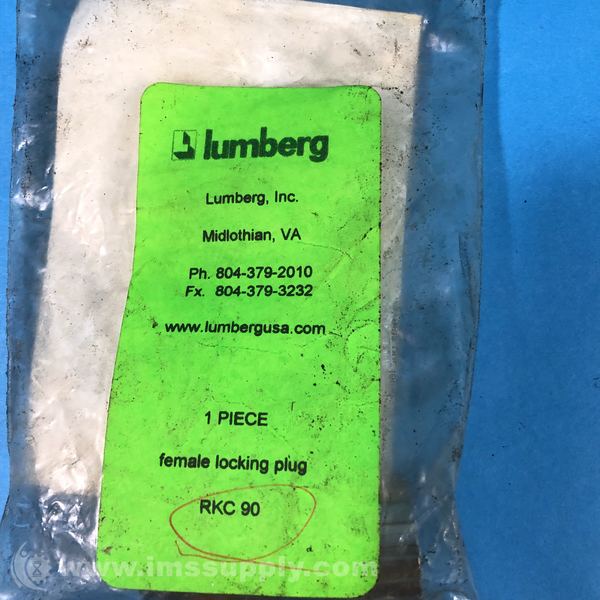 lumberg
Lumberg, Inc.
Midlothian, VA
Ph. 804-379-2010
Fx. 804-379-3232
www.lumbergusa.com
1 PIECE
female locking plug
RKC 90
www.imssupply.com